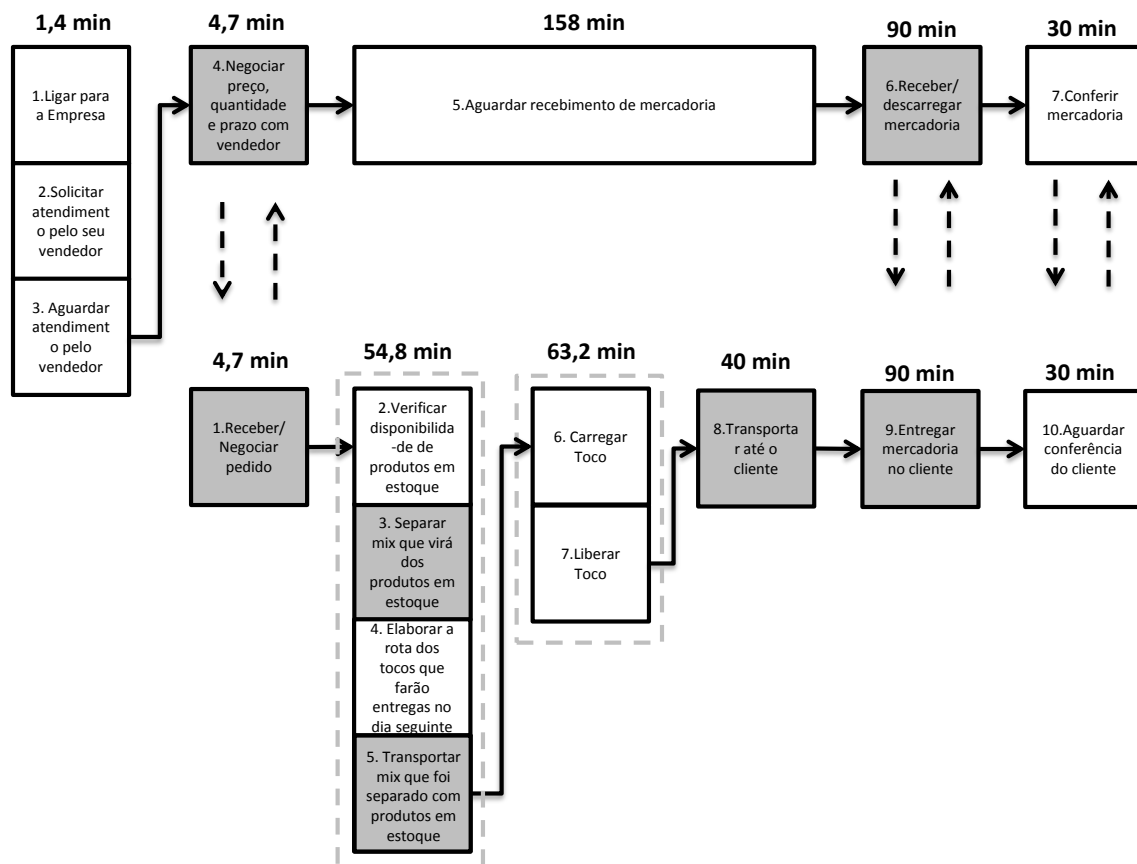 1,4 min
4,7 min
158 min
90 min
30 min
1.Ligar para
a Empresa
2.Solicitar
atendiment
o pelo seu
vendedor
3. Aguardar
atendiment
o pelo
vendedor
4.Negociar
preço,
quantidade
e prazo com
vendedor
5.Aguardar recebimento de mercadoria
6.Receber/
descarregar
mercadoria
7.Conferir
mercadoria
4,7 min
54,8 min
63,2 min
40 min
90 min
30 min
1.Receber/
Negociar
pedido
2.Verificar
disponibilida
-de de
produtos em
estoque
3. Separar
mix que virá
dos
produtos em
estoque
4. Elaborar a
rota dos
tocos que
farão
entregas no
dia seguinte
5. Transportar
mix que foi
separado com
produtos em
estoque
6. Carregar
Toco
7.Liberar
Toco
8.Transporta
r até o
cliente
9.Entregar
mercadoria
no cliente
10.Aguardar
conferência
do cliente